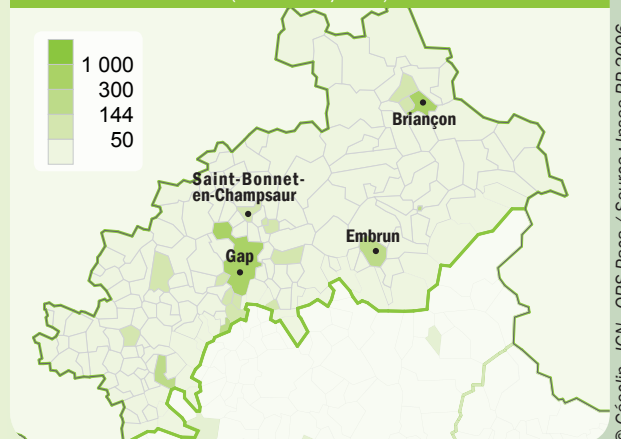 1 000
300
144
50
Briançon
Saint-Bonnet-
en-Champsaur
Embrun
Gap
© Géoclip - IGN - ORS Paca / Source : Insee RP 2006